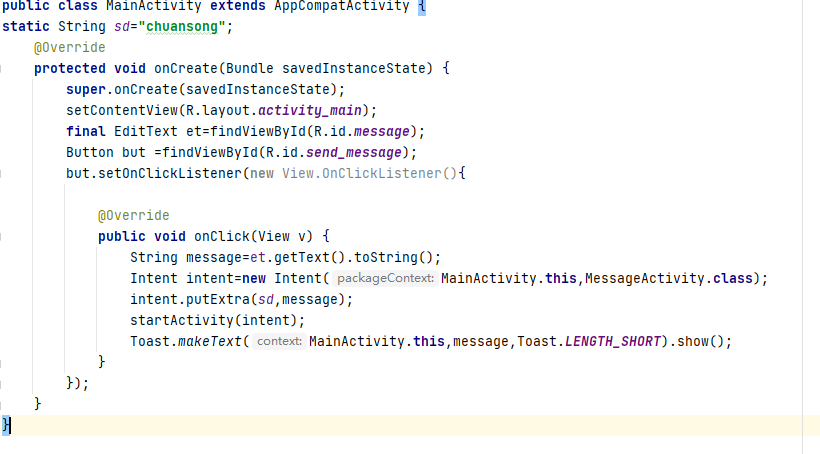 public class MainActivity extends AppCompatActivity {
static String sd="chuansong";
@Override
protected void onCreate(Bundle savedInstanceState) {
super.onCreate(savedInstanceState);
setContentView(R.layout.activity_main);
final EditText et=findViewById(R.id.message);
Button but =findViewById(R.id.send_message);
but.setOnClickListener(new View.OnClickListener(){
@Override
public void onClick(View v) {
String message=et.getText().toString();
Intent intent=new Intent( packageContext: MainActivity.this,MessageActivity.class);
intent.putExtra(sd,message);
startActivity(intent);
Toast.makeText( context: MainActivity.this,message,Toast.LENGTH_SHORT).show();
}
});
}
}